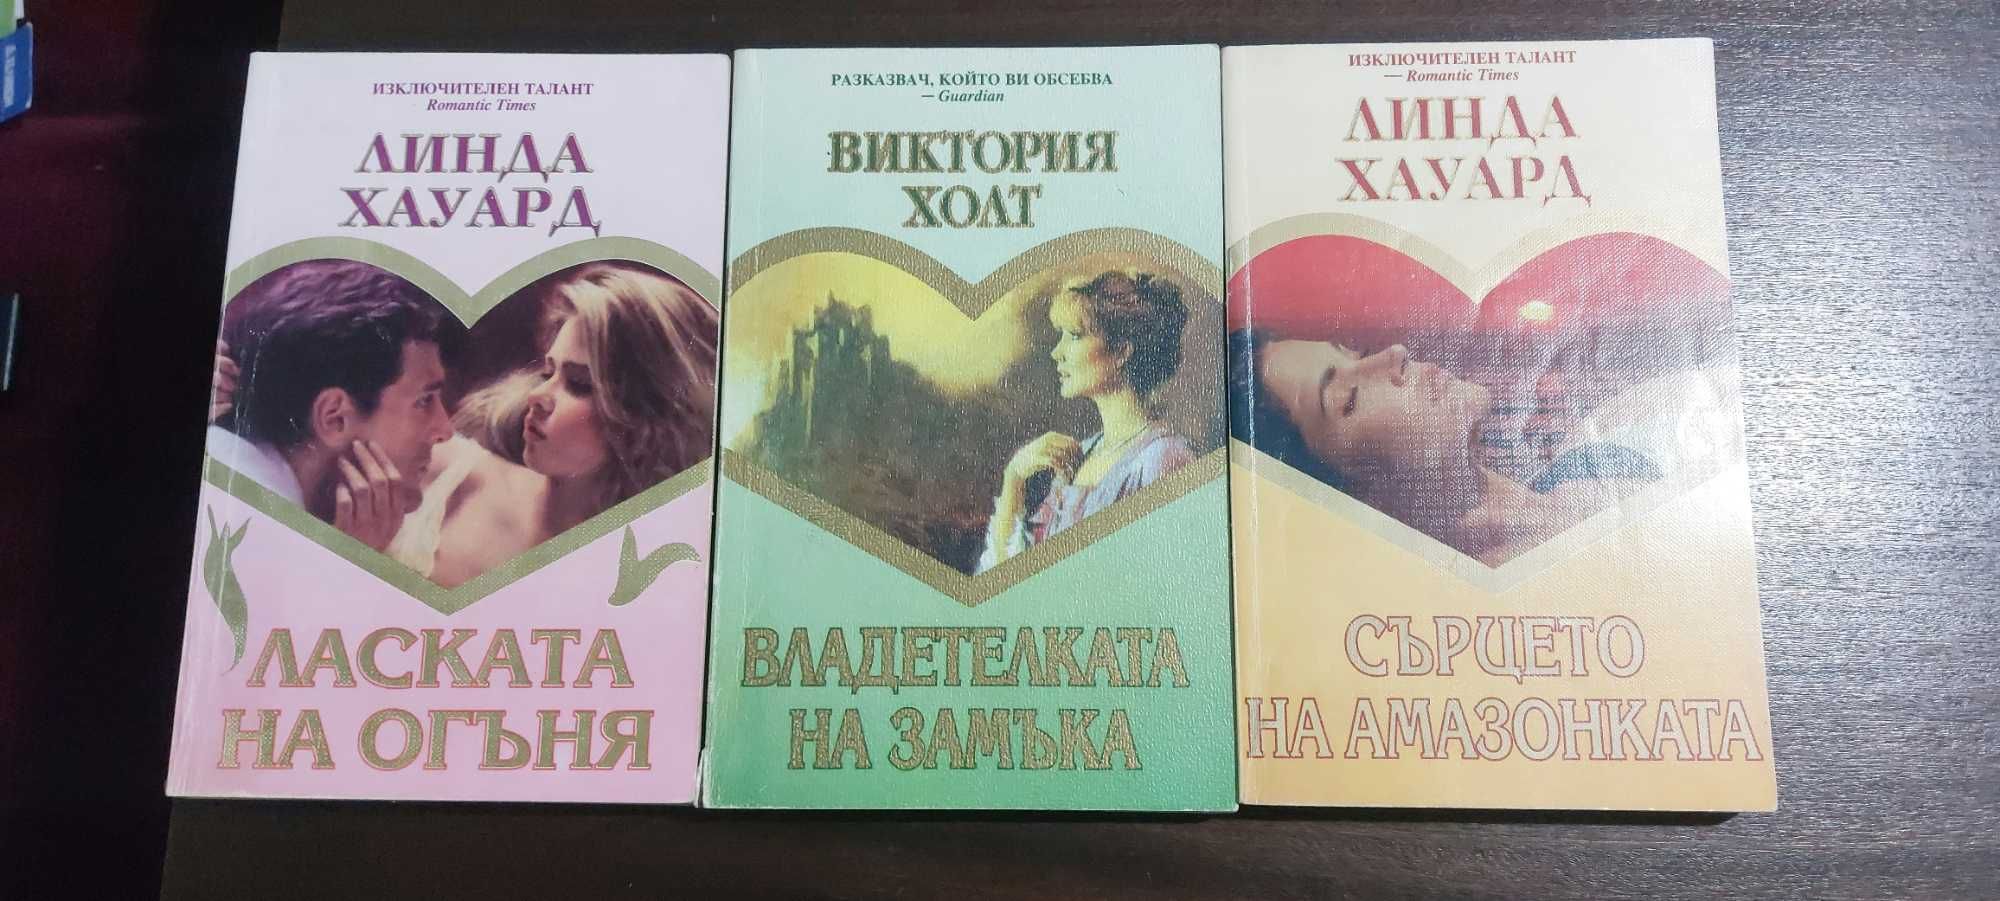 ИЗКЛЮЧИТЕЛЕН ТАЛАНТ
Romantic Times
ЛИНДА
ХАУАРД
ЛАСКАТА
НА ОГЪНЯ
РАЗКАЗВАЧ, КОЙТО ВИ ОБСЕБВА
— Guardian
ВИКТОРИЯ
ХОЛТ
ВЛАДЕТЕЛКАТА
НА ЗАМЪКА
ИЗКЛЮЧИТЕЛЕН ТАЛАНТ
— Romantic Times
ЛИНДА
ХАУАРД
СЪРЦЕТО
НА АМАЗОНКАТА